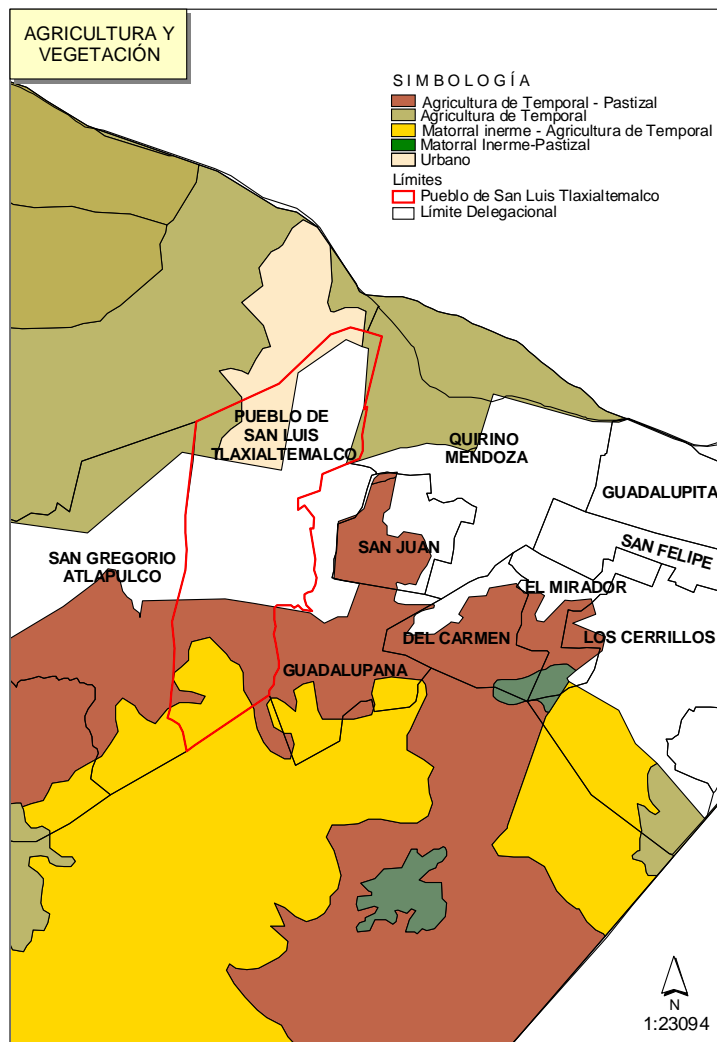 AGRICULTURA Y
VEGETACIÓN
SIMBOLOGÍA
Agricultura de Temporal - Pastizal
Agricultura de Temporal
Matorral inerme - Agricultura de Temporal
Matorral Inerme-Pastizal
Urbano
Límites
Pueblo de San Luis Tlaxialtemalco
Límite Delegacional
PUEBLO DE
SAN LUIS
TLAXIALTEMALCO
QUIRINO
MENDOZA
GUADALUPITA
SAN GREGORIO
ATLAPULCO
SAN JUAN
SAN FELIPE
EL MIRADOR
DEL CARMEN
LOS CERRILLOS
GUADALUPANA
N
1:23094